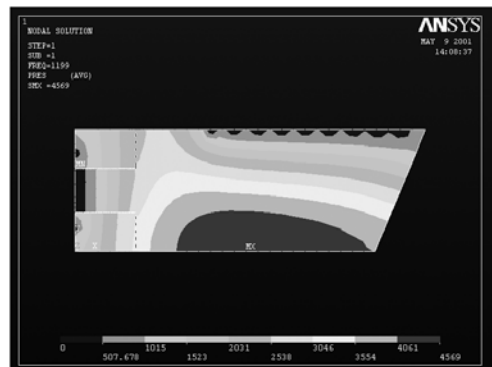 1
NODAL SOLUTION
STEP=1
SUB =1
FREQ=1199
PRES (AVG)
SMX =4569
ANSYS
MAY 9 2001
14:08:37
MN
X
MX
0 1015 2031 3046 4061
507.678 1523 2538 3554 4569